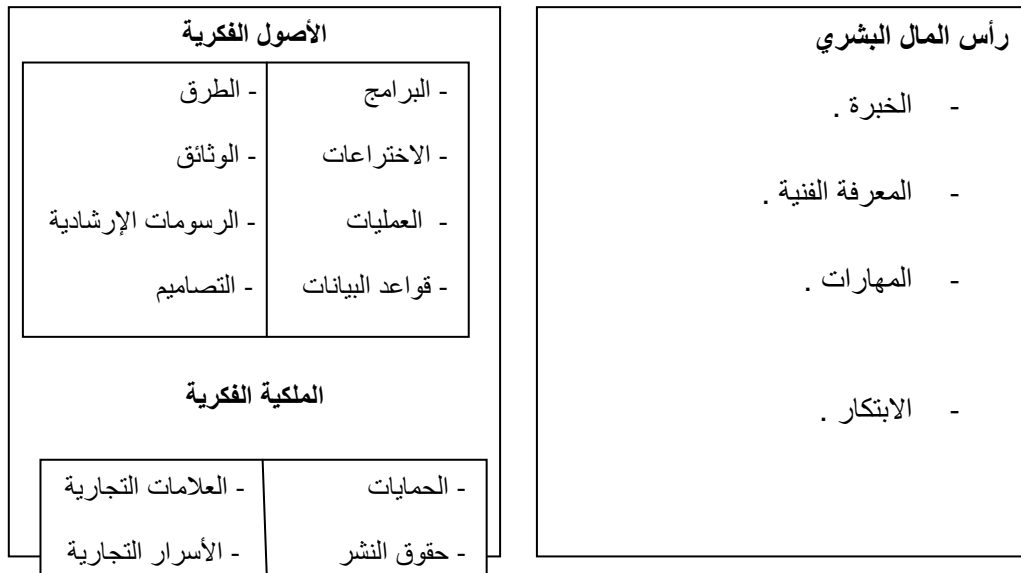 رأس المال البشري
- الخبرة .
- المعرفة الفنية .
- المهارات .
- الابتكار .
الأصول الفكرية
- البرامج
- الاختراعات
- العمليات
- قواعد البيانات
- الطرق
- الوثائق
- الرسومات الإرشادية
- التصاميم
الملكية الفكرية
- الحمايات
- حقوق النشر
- العلامات التجارية
- الأسرار التجارية